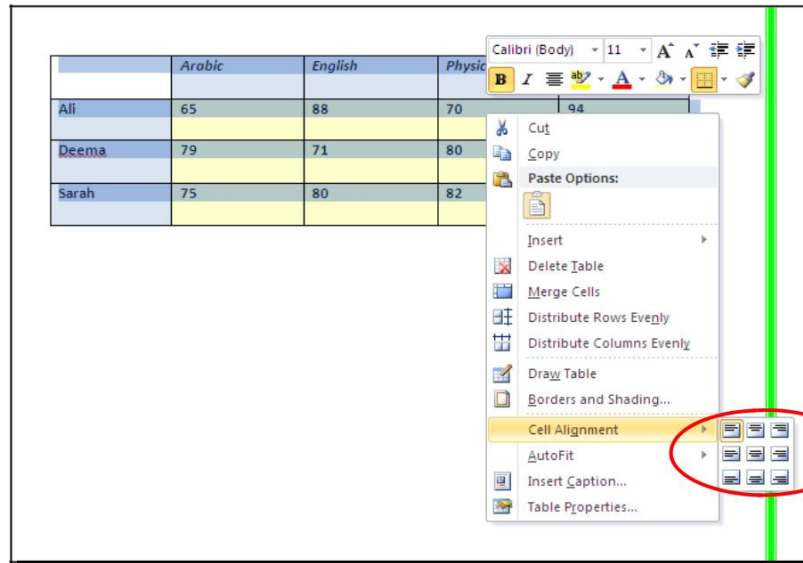 Calibri (Body) 11 A A
B I ab A
Arabic English Physic
Ali 65 88 70 94
Deema 79 71 80
Sarah 75 80 82
Cut
Copy
Paste Options:
Insert
Delete Table
Merge Cells
Distribute Rows Evenly
Distribute Columns Evenly
Draw Table
Borders and Shading...
Cell Alignment
AutoFit
Insert Caption...
Table Properties...